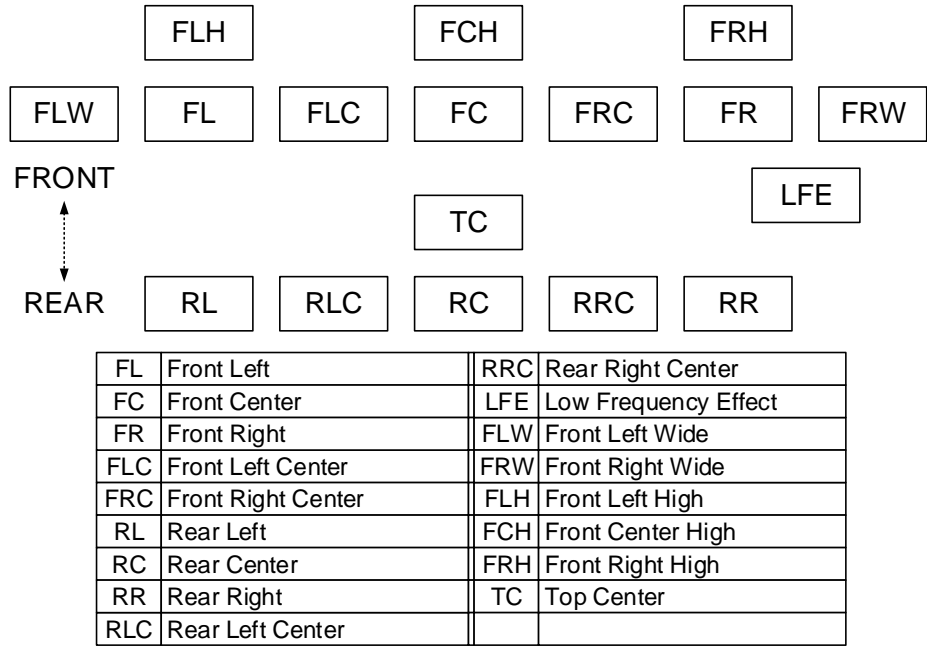 FLH FCH FRH
FLW FL FLC FC FRC FR FRW
FRONT
LFE
TC
REAR RL RLC RC RRC RR
FL Front Left RRC Rear Right Center
FC Front Center LFE Low Frequency Effect
FR Front Right FLW Front Left Wide
FLC Front Left Center FRW Front Right Wide
FRC Front Right Center FLH Front Left High
RL Rear Left FCH Front Center High
RC Rear Center FRH Front Right High
RR Rear Right TC Top Center
RLC Rear Left Center